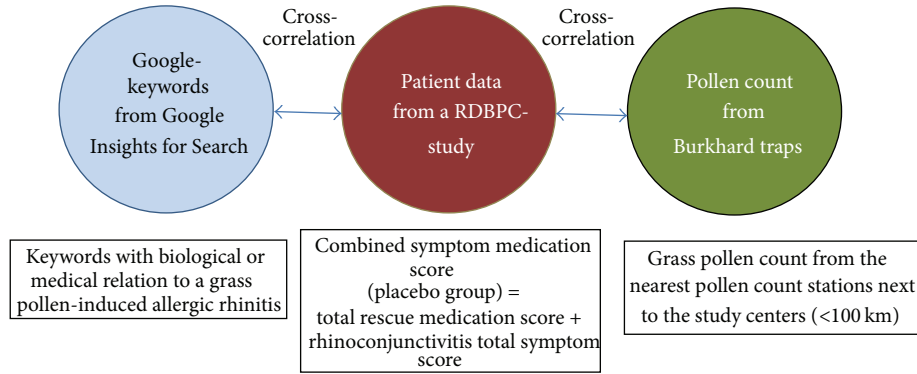 Cross-
correlation
Cross-
correlation
Google-
keywords
from Google
Insights for Search
Patient data
from a RDBPC-
study
Pollen count
from
Burkhard traps
Keywords with biological or
medical relation to a grass
pollen-induced allergic rhinitis
Combined symptom medication
score
(placebo group) =
total rescue medication score +
rhinoconjunctivitis total symptom
score
Grass pollen count from the
nearest pollen count stations next
to the study centers (<100 km)